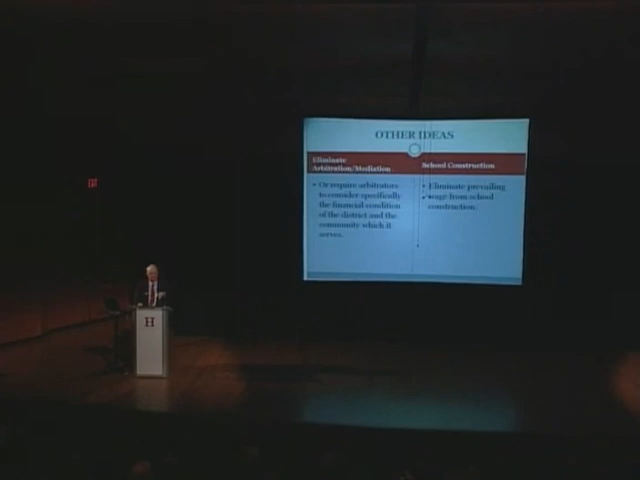 OTHER IDEAS
Eliminate
Arbitration/Mediation
School Construction
• Or require arbitrators
to consider specifically
the financial condition
of the district and the
community which it
serves.
• Eliminate prevailing
wage from school
construction.
H